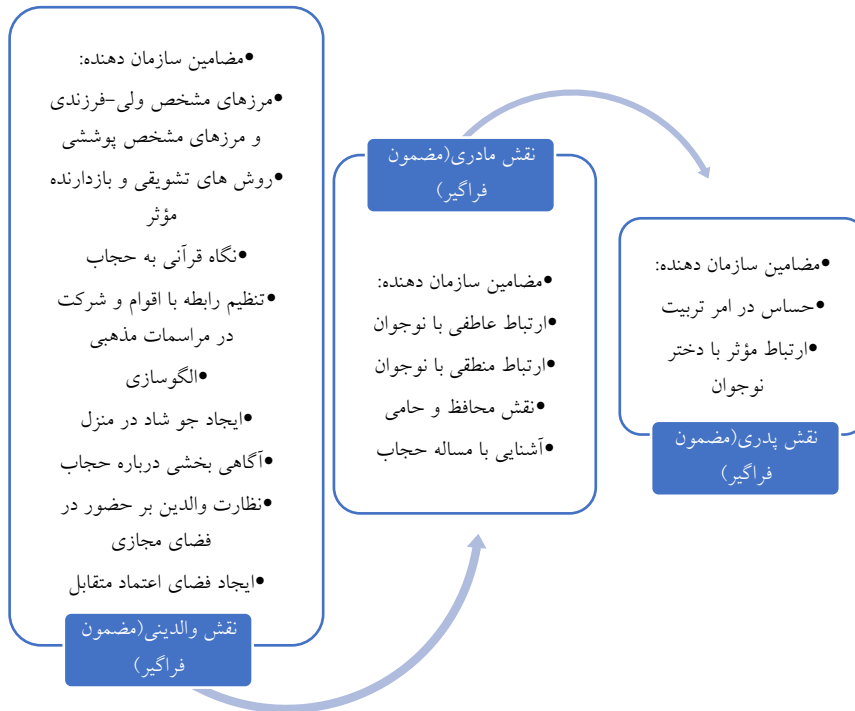 •مضامین سازمان دهنده:
•مرزهای مشخص ولی-فرزندی
و مرزهای مشخص پوششی
•روش های تشویقی و بازدارنده
مؤثر
•نگاه قرآنی به حجاب
•تنظیم رابطه با اقوام و شرکت
در مراسمات مذهبی
•الگوسازی
•ایجاد جو شاد در منزل
•آگاهی بخشی درباره حجاب
•نظارت والدین بر حضور در
فضای مجازی
•ایجاد فضای اعتماد متقابل
نقش والدینی(مضمون
فراگیر)
نقش مادری(مضمون
فراگیر)
•مضامین سازمان دهنده:
•ارتباط عاطفی با نوجوان
•ارتباط منطقی با نوجوان
•نقش محافظ و حامی
•آشنایی با مساله حجاب
•مضامین سازمان دهنده:
•حساس در امر تربیت
•ارتباط مؤثر با دختر
نوجوان
نقش پدری(مضمون
فراگیر)